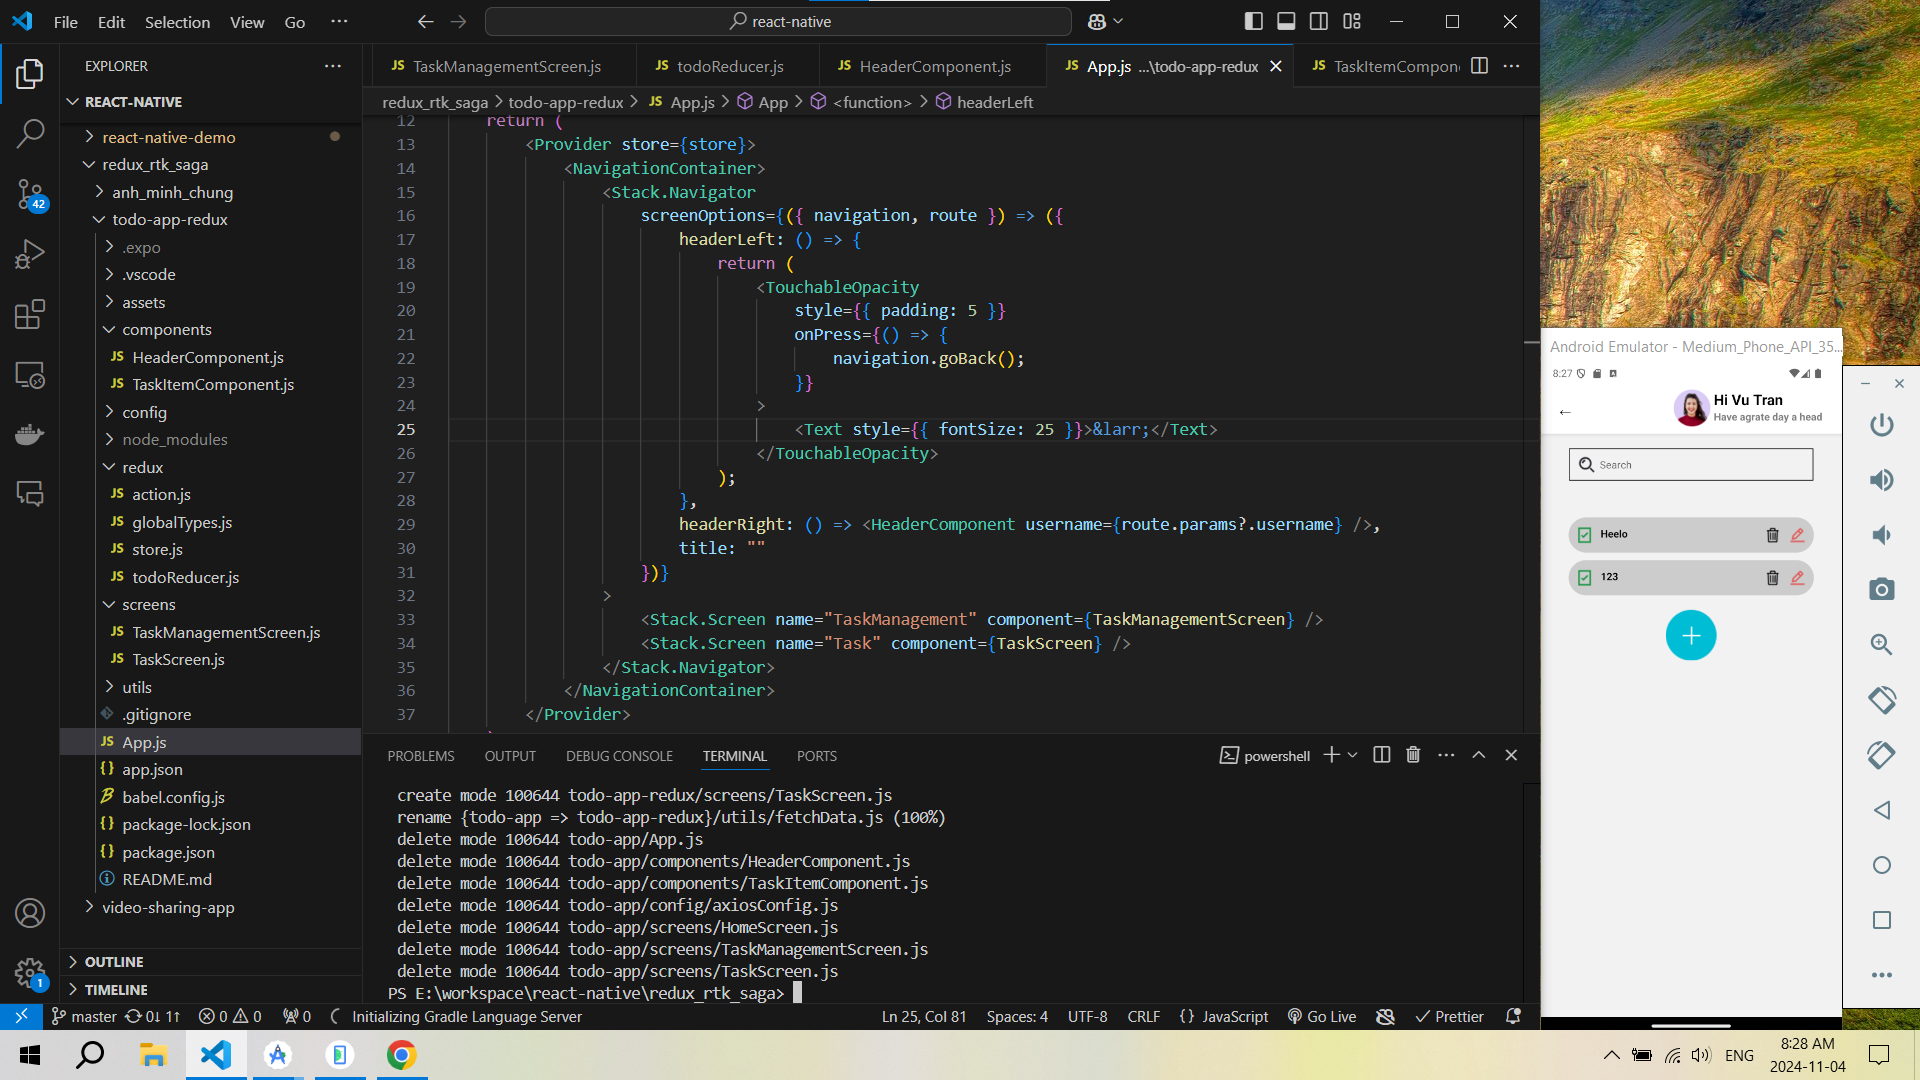 File Edit Selection View Go ···
react-native
EXPLORER
REACT-NATIVE
react-native-demo
redux_rtk_saga
anh_minh_chung
todo-app-redux
.expo
.vscode
assets
components
JS HeaderComponent.js
JS TaskItemComponent.js
config
node_modules
redux
JS action.js
JS globalTypes.js
JS store.js
JS todoReducer.js
screens
JS TaskManagementScreen.js
JS TaskScreen.js
utils
.gitignore
JS App.js
{} app.json
babel.config.js
{} package-lock.json
{} package.json
README.md
video-sharing-app
OUTLINE
TIMELINE
42
1
JS TaskManagementScreen.js JS todoReducer.js JS HeaderComponent.js JS App.js ...\todo-app-redux JS TaskItemCompon
redux_rtk_saga > todo-app-redux > JS App.js > App > <function> > headerLeft
12 return (
13 <Provider store={store}>
14 <NavigationContainer>
15 <Stack.Navigator
16 screenOptions={({ navigation, route }) => ({
17 headerLeft: () => {
18 return (
19 <TouchableOpacity
20 style={{ padding: 5 }}
21 onPress={() => {
22 navigation.goBack();
23 }}
24 >
25 <Text style={{ fontSize: 25 }}>&larr;</Text>
26 </TouchableOpacity>
27 );
28 },
29 headerRight: () => <HeaderComponent username={route.params?.username} />,
30 title: ""
31 })}
32 >
33 <Stack.Screen name="TaskManagement" component={TaskManagementScreen} />
34 <Stack.Screen name="Task" component={TaskScreen} />
35 </Stack.Navigator>
36 </NavigationContainer>
37 </Provider>
PROBLEMS OUTPUT DEBUG CONSOLE TERMINAL PORTS powershell
create mode 100644 todo-app-redux/screens/TaskScreen.js
rename {todo-app => todo-app-redux}/utils/fetchData.js (100%)
delete mode 100644 todo-app/App.js
delete mode 100644 todo-app/components/HeaderComponent.js
delete mode 100644 todo-app/components/TaskItemComponent.js
delete mode 100644 todo-app/config/axiosConfig.js
delete mode 100644 todo-app/screens/HomeScreen.js
delete mode 100644 todo-app/screens/TaskManagementScreen.js
delete mode 100644 todo-app/screens/TaskScreen.js
PS E:\workspace\react-native\redux_rtk_saga>
master 0↓ 1↑ 0 0 0 Initializing Gradle Language Server Ln 25, Col 81 Spaces: 4 UTF-8 CRLF {} JavaScript Go Live Prettier
Android Emulator - Medium_Phone_API_35...
8:27
← Hi Vu Tran
Have agrate day a head
Search
Heelo
123
ENG
8:28 AM
2024-11-04